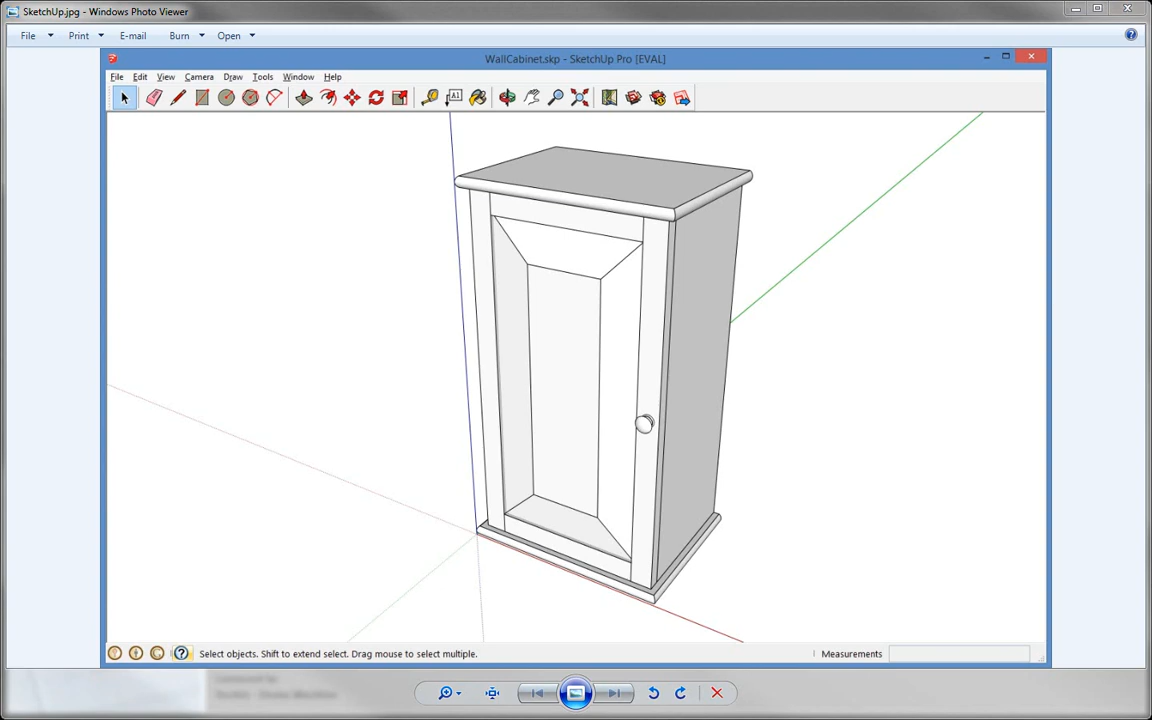 SketchUp.jpg - Windows Photo Viewer
File Print E-mail Burn Open
WallCabinet.skp - SketchUp Pro [EVAL]
File Edit View Camera Draw Tools Window Help
A1
Select objects. Shift to extend select. Drag mouse to select multiple.
Measurements